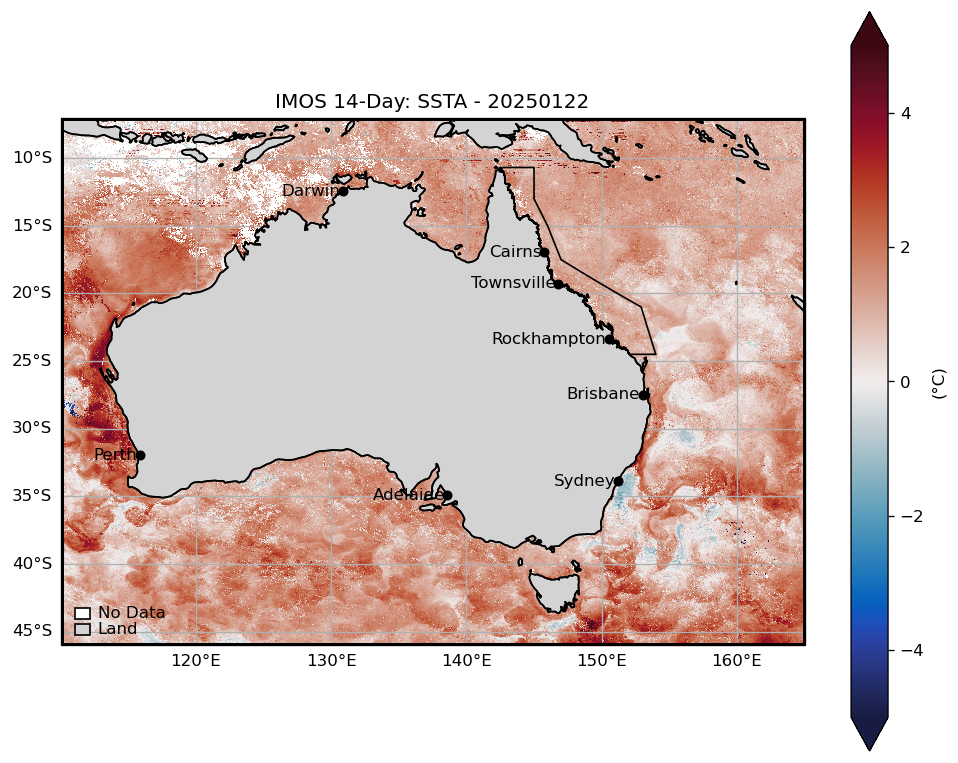 IMOS 14-Day: SSTA - 20250122
10°S
15°S
20°S
25°S
30°S
35°S
40°S
45°S
Darwin
Cairns
Townsville
Rockhampton
Brisbane
Perth
Sydney
Adelaide
No Data
Land
120°E
130°E
140°E
150°E
160°E
4
2
0
−2
−4
(°C)